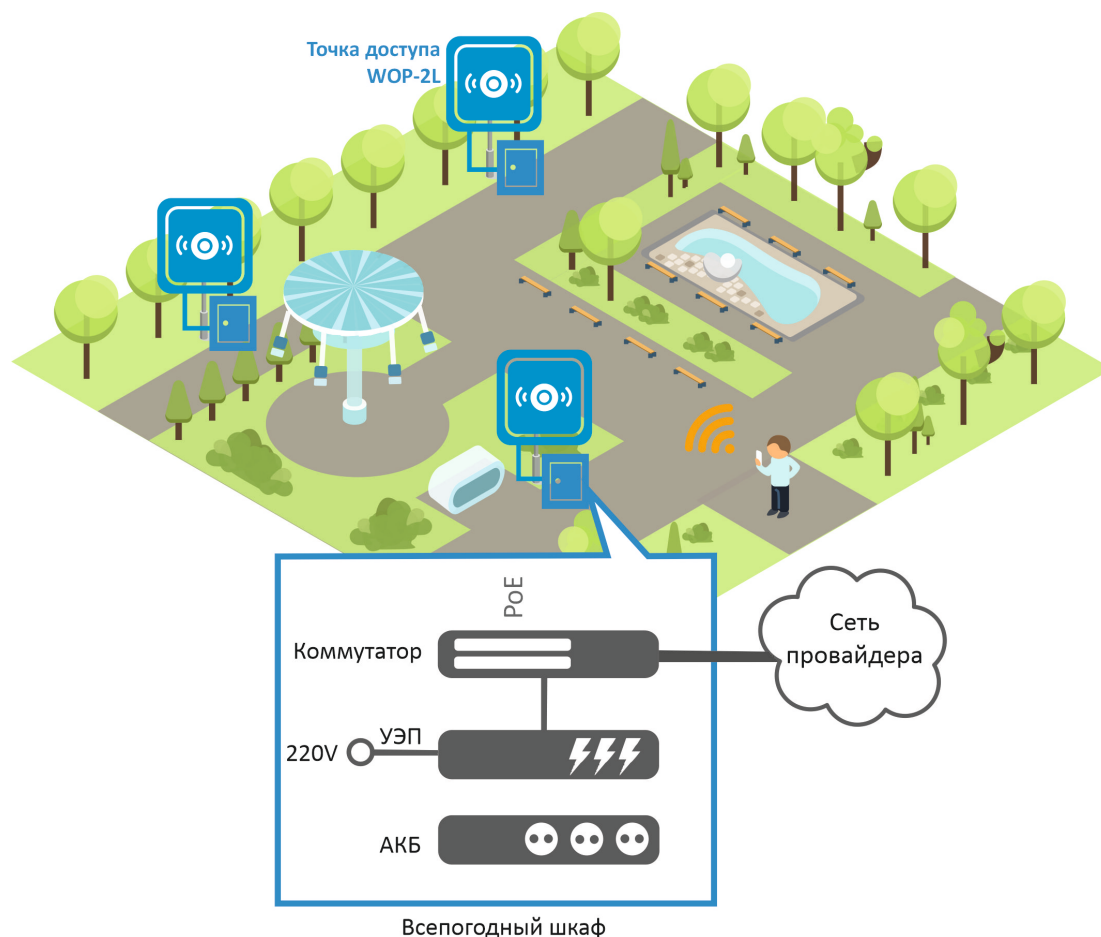 Точка доступа
WOP-2L
PoE
Коммутатор
Сеть
провайдера
УЭП
220V
АКБ
Всепогодный шкаф